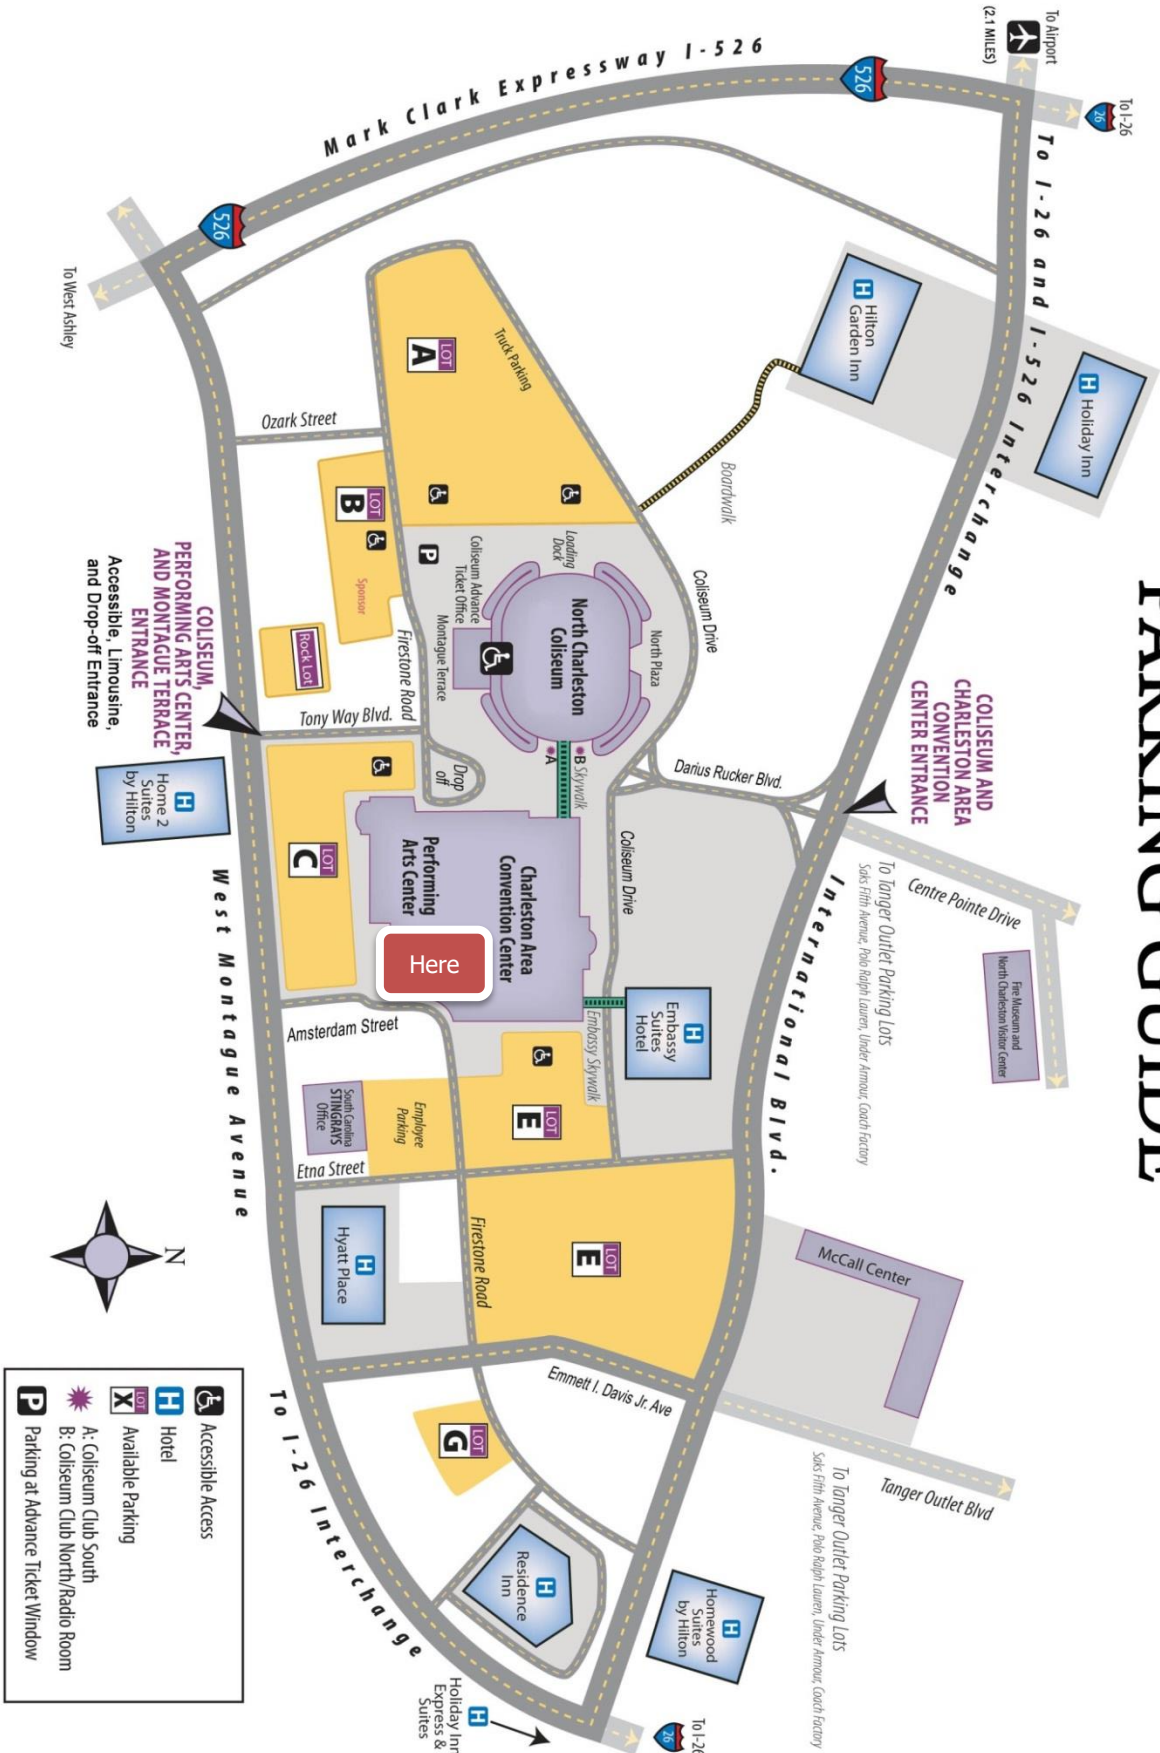 PARKING GUIDE
To Airport
(2.1 MILES)
To I-26
26
Mark Clark Expressway I-526
526
526
To West Ashley
To I-26 and I-526 Interchange
H Holiday Inn
H Hilton
Garden Inn
Boardwalk
Truck Parking
LOT
A
Ozark Street
LOT
B
Sponsor
Rock Lot
Firestone Road
Tony Way Blvd.
P
Loading
Dock
Coliseum Advance
Ticket Office
Montague Terrace
North Charleston
Coliseum
North Plaza
Coliseum Drive
A
B
Skywalk
Drop
off
COLISEUM,
PERFORMING ARTS CENTER,
AND MONTAGUE TERRACE
ENTRANCE
Accessible, Limousine,
and Drop-off Entrance
H
Home 2
Suites
by Hilton
COLISEUM AND
CHARLESTON AREA
CONVENTION
CENTER ENTRANCE
Darius Rucker Blvd.
Centre Pointe Drive
To Tanger Outlet Parking Lots
Saks Fifth Avenue, Polo Ralph Lauren, Under Armour, Coach Factory
Fire Museum and
North Charleston Visitor Center
International Blvd.
Coliseum Drive
LOT
C
Performing
Arts Center
Charleston Area
Convention Center
Here
H
Embassy
Suites
Hotel
Embassy Skywalk
West Montague Avenue
Amsterdam Street
South Carolina
STINGRAYS
Office
Employee
Parking
LOT
E
Etna Street
H
Hyatt Place
Firestone Road
LOT
E
McCall Center
Emmett I. Davis Jr. Ave
Tanger Outlet Blvd
To Tanger Outlet Parking Lots
Saks Fifth Avenue, Polo Ralph Lauren, Under Armour, Coach Factory
LOT
G
H
Residence
Inn
H
Homewood
Suites
by Hilton
To I-26 Interchange
H
Holiday Inn
Express &
Suites
To I-26
26
N
Accessible Access
H Hotel
LOT
X Available Parking
A: Coliseum Club South
B: Coliseum Club North/Radio Room
P Parking at Advance Ticket Window